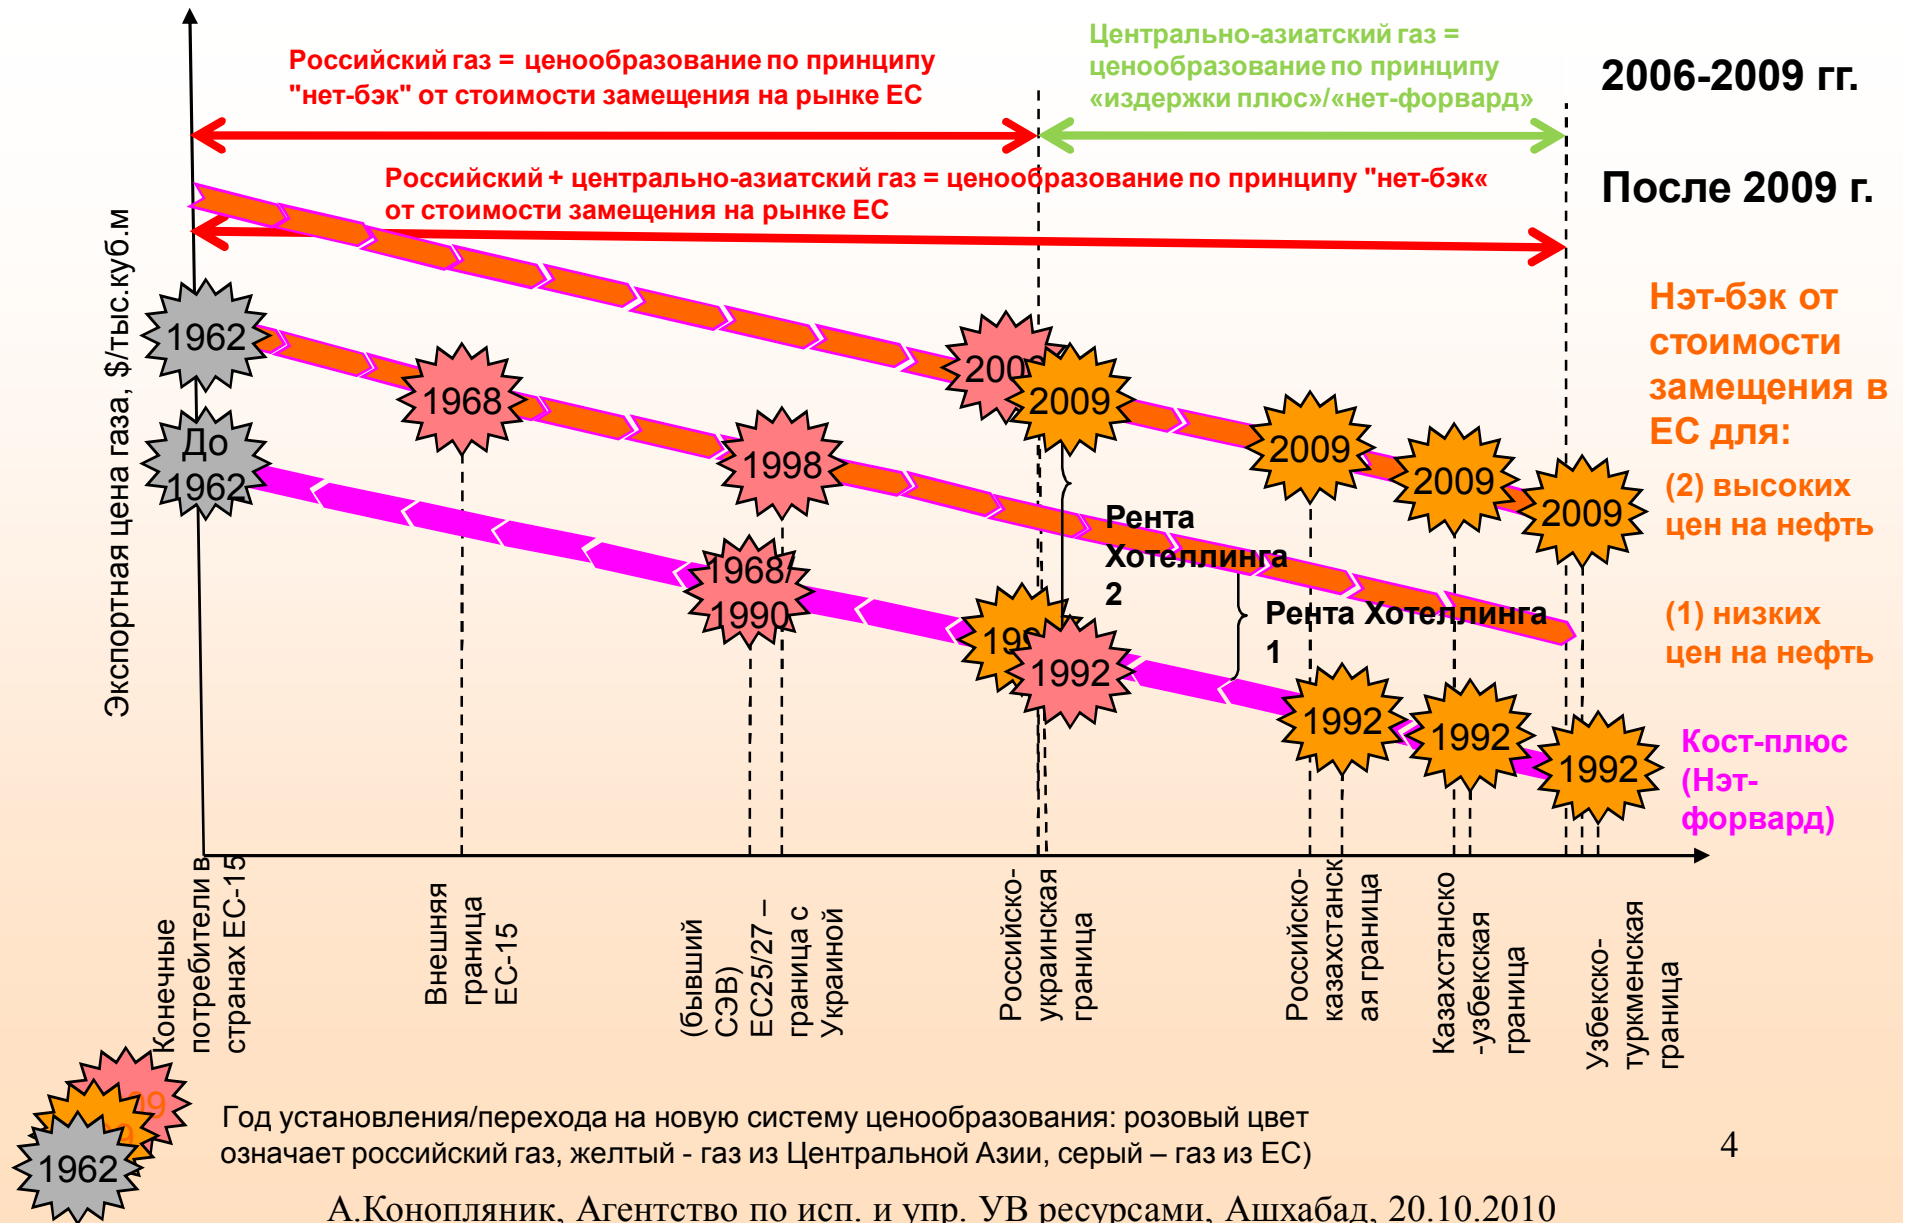 Российский газ = ценообразование по принципу
"нет-бэк" от стоимости замещения на рынке ЕС
Центрально-азиатский газ =
ценообразование по принципу
«издержки плюс»/«нет-форвард»
2006-2009 гг.
Российский + центрально-азиатский газ = ценообразование по принципу "нет-бэк«
от стоимости замещения на рынке ЕС
После 2009 г.
Экспортная цена газа, $/тыс.куб.м
1962
1968
1998
2009
2009
2009
2009
До
1962
1968/
1990
1992
1992
1992
1992
Рента
Хотеллинга
2
Рента Хотеллинга
1
Нэт-бэк от
стоимости
замещения в
ЕС для:
(2) высоких
цен на нефть
(1) низких
цен на нефть
Кост-плюс
(Нэт-
форвард)
Конечные
потребители в
странах ЕС-15
Внешняя
граница
ЕС-15
(бывший
СЭВ)
ЕС25/27 –
граница с
Украиной
Российско-
украинская
граница
Российско-
казахстанск
ая граница
Казахстанско
-узбекская
граница
Узбекско-
туркменская
граница
1962
Год установления/перехода на новую систему ценообразования: розовый цвет
означает российский газ, желтый - газ из Центральной Азии, серый – газ из ЕС)
4
А.Конопляник, Агентство по исп. и упр. УВ ресурсами, Ашхабад, 20.10.2010